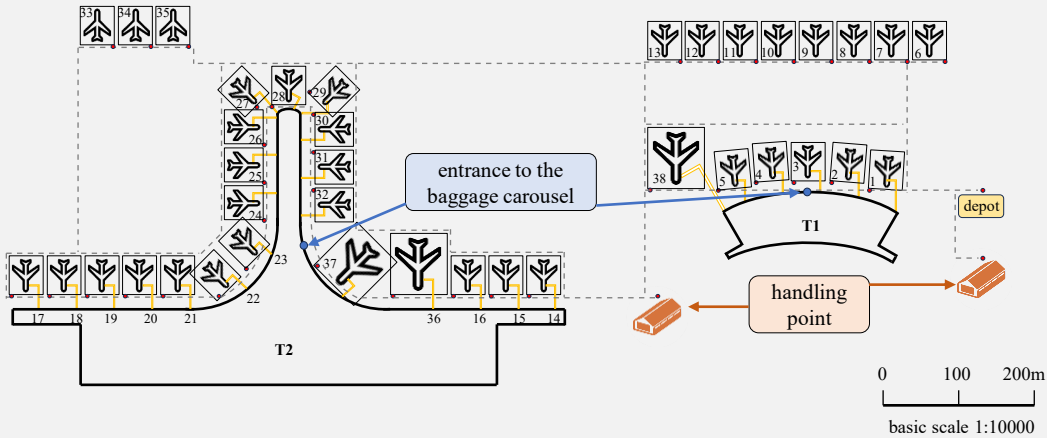 33 34 35
13 12 11 10 9 8 7 6
27 28 29
26 30
25 31
24 32
23 37
22
38 5 4 3 2 1
entrance to the
baggage carousel
T1
depot
handling
point
17 18 19 20 21 36 16 15 14
T2
0 100 200m
basic scale 1:10000